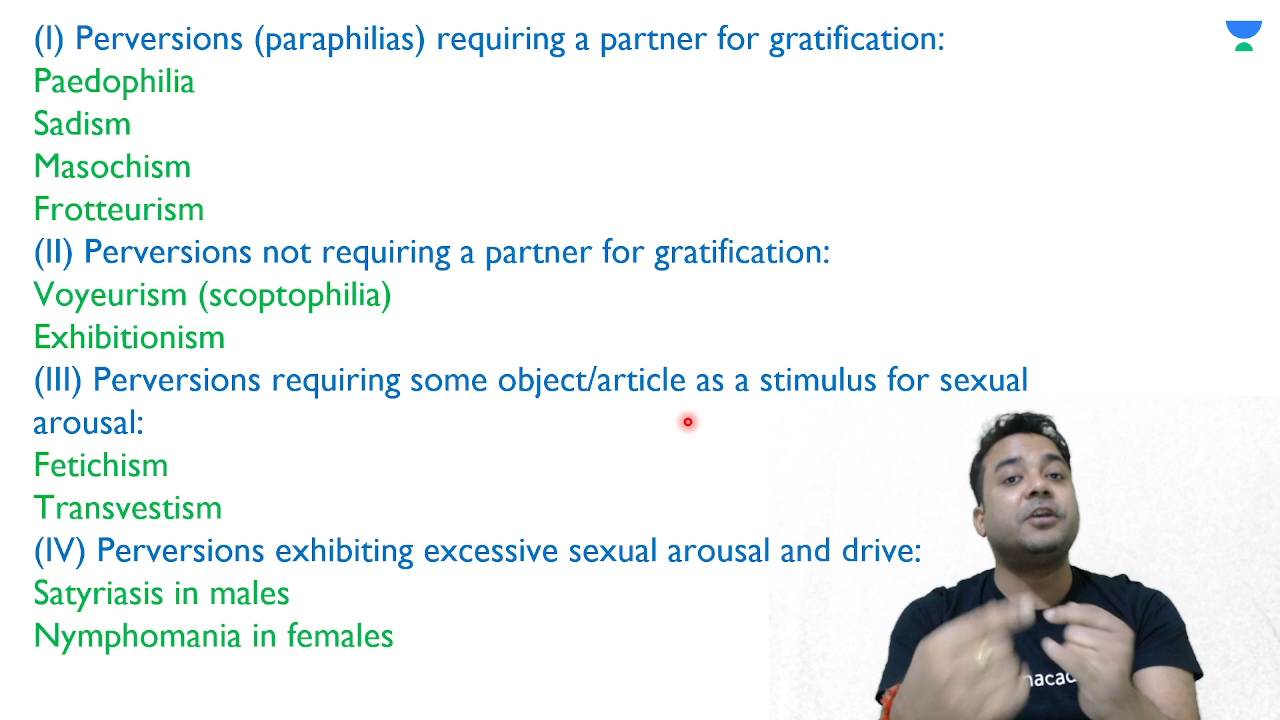 (I) Perversions (paraphilias) requiring a partner for gratification:
Paedophilia
Sadism
Masochism
Frotteurism
(II) Perversions not requiring a partner for gratification:
Voyeurism (scoptophilia)
Exhibitionism
(III) Perversions requiring some object/article as a stimulus for sexual
arousal:
Fetichism
Transvestism
(IV) Perversions exhibiting excessive sexual arousal and drive:
Satyriasis in males
Nymphomania in females